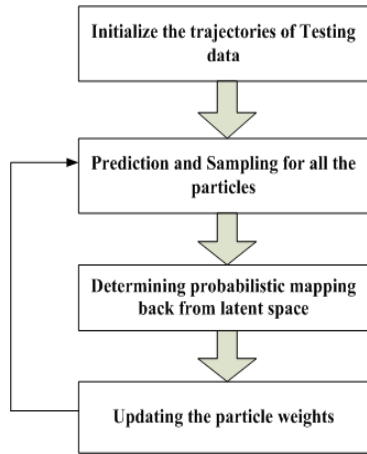 Initialize the trajectories of Testing
data
Prediction and Sampling for all the
particles
Determining probabilistic mapping
back from latent space
Updating the particle weights